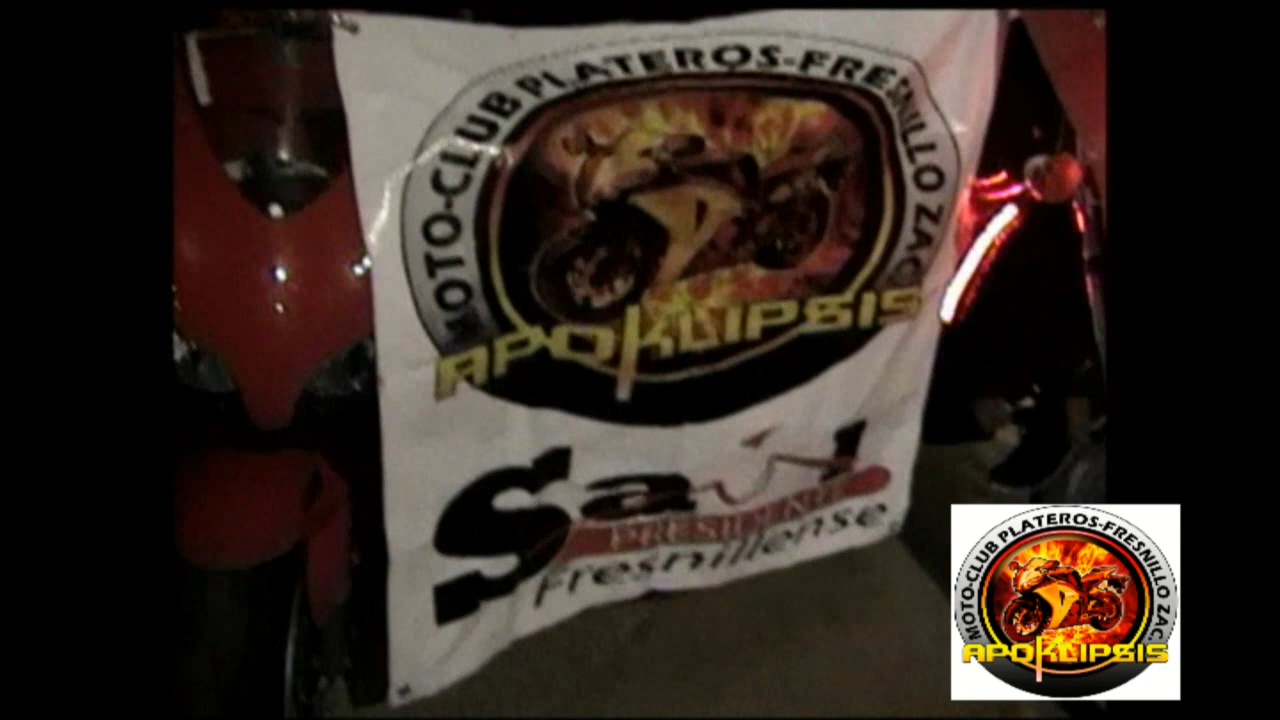 MOTO-CLUB PLATEROS-FRESNILLO ZAC.
APOKLIPSIS
Saúl
PRESIDENTE
Fresnillense
MOTO-CLUB PLATEROS-FRESNILLO ZAC.
APOKLIPSIS